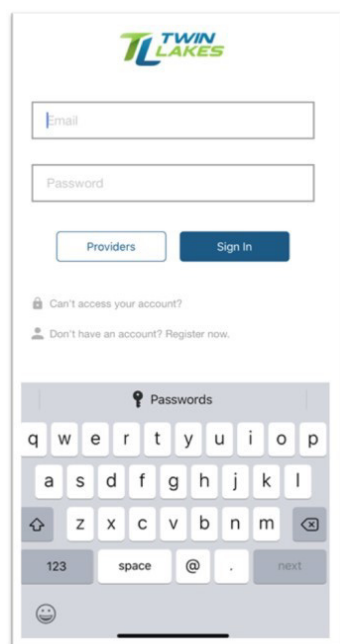 TL TWIN
LAKES
Email
Password
Providers Sign In
Can't access your account?
Don't have an account? Register now.
Passwords
q w e r t y u i o p
a s d f g h j k l
z x c v b n m
123 space @ . next